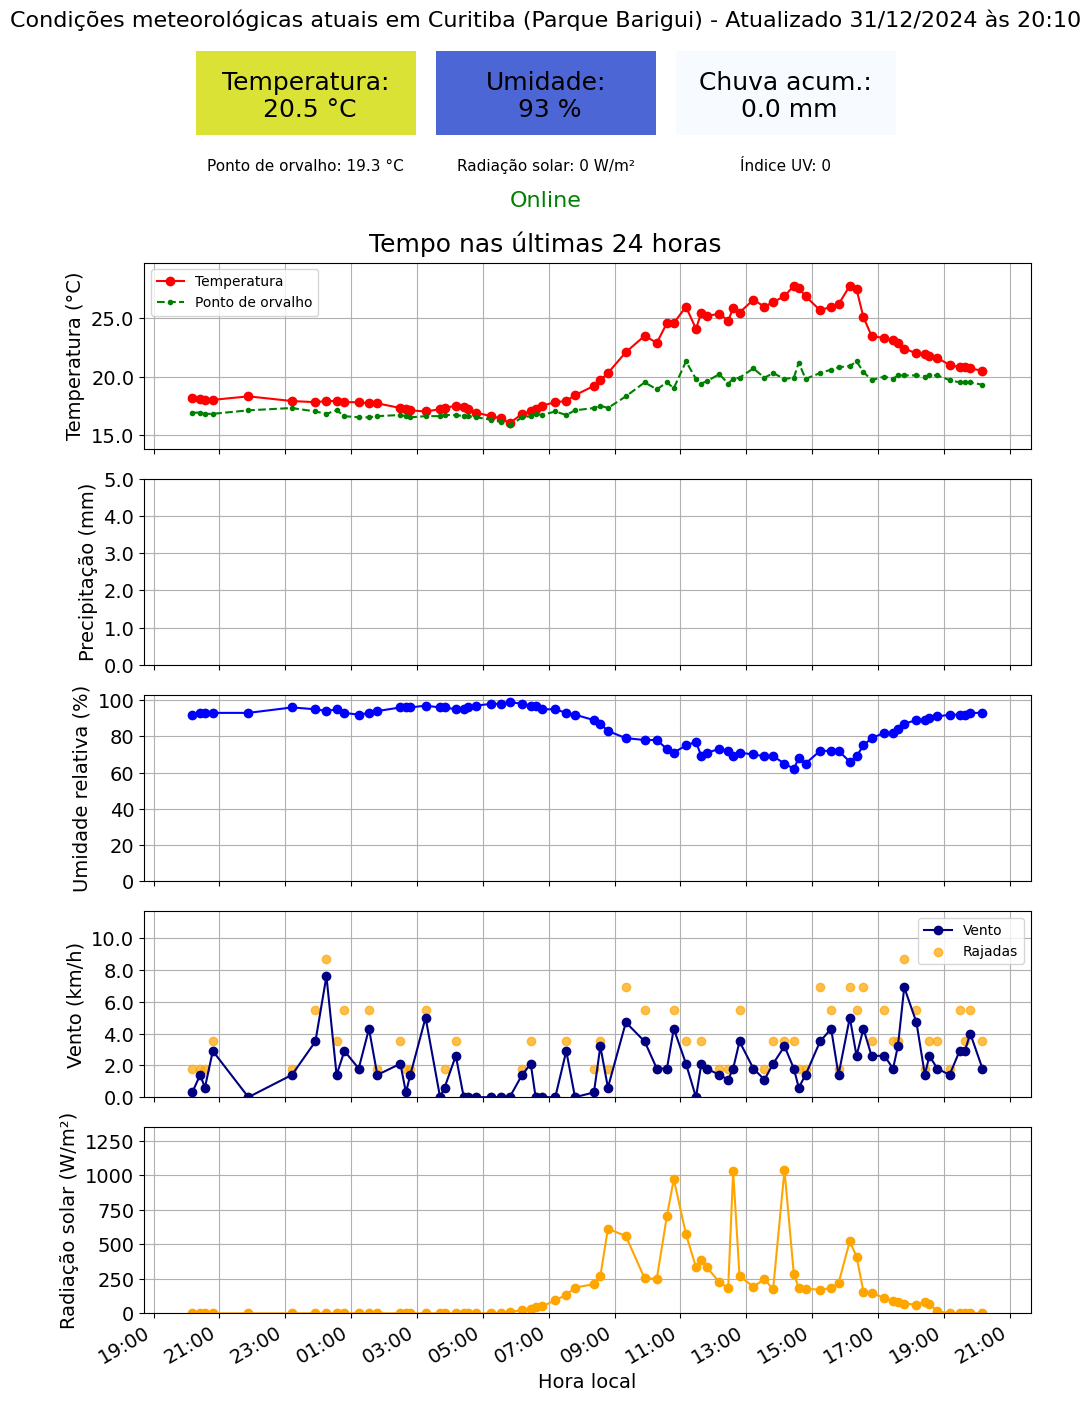 Condições meteorológicas atuais em Curitiba (Parque Barigui) - Atualizado 31/12/2024 às 20:10
Temperatura:
20.5 °C
Umidade:
93 %
Chuva acum.:
0.0 mm
Ponto de orvalho: 19.3 °C
Radiação solar: 0 W/m²
Índice UV: 0
Online
Tempo nas últimas 24 horas
Temperatura (°C)
25.0
20.0
15.0
Temperatura
Ponto de orvalho
Precipitação (mm)
5.0
4.0
3.0
2.0
1.0
0.0
Umidade relativa (%)
100
80
60
40
20
0
Vento (km/h)
10.0
8.0
6.0
4.0
2.0
0.0
Vento
Rajadas
Radiação solar (W/m²)
1250
1000
750
500
250
0
19:00
21:00
23:00
01:00
03:00
05:00
07:00
09:00
11:00
13:00
15:00
17:00
19:00
21:00
Hora local